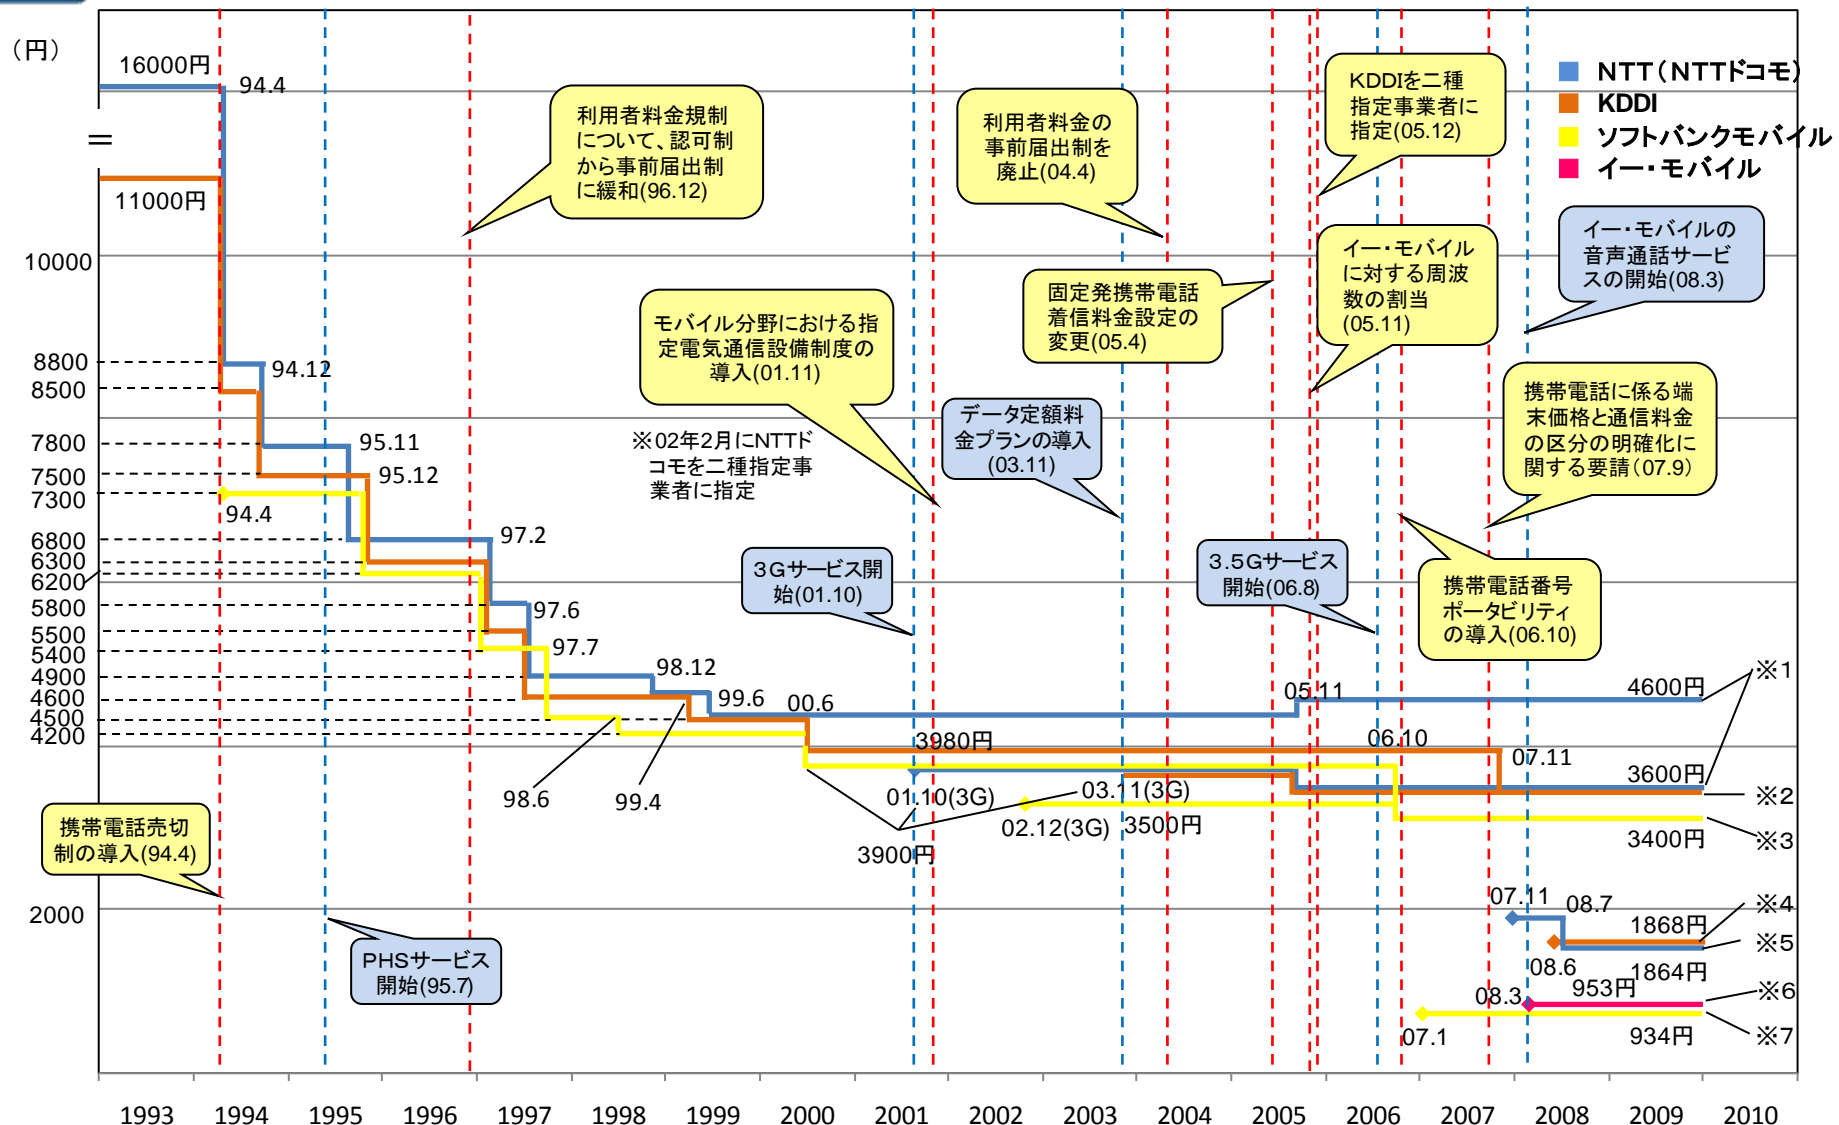 （円）
16000円
94.4
＝
11000円
利用者料金規制
について、認可制
から事前届出制
に緩和(96.12)
利用者料金の
事前届出制を
廃止(04.4)
KDDIを二種
指定事業者に
指定(05.12)
NTT（NTTドコモ）
KDDI
ソフトバンクモバイル
イー・モバイル
イー・モバイルの
音声通話サービ
スの開始(08.3)
イー・モバイル
に対する周波
数の割当
(05.11)
固定発携帯電話
着信料金設定の
変更(05.4)
モバイル分野における指
定電気通信設備制度の
導入(01.11)
※02年2月にNTTド
コモを二種指定事
業者に指定
データ定額料
金プランの導入
(03.11)
携帯電話に係る端
末価格と通信料金
の区分の明確化に
関する要請（07.9）
3Gサービス開
始(01.10)
3.5Gサービス
開始(06.8)
携帯電話番号
ポータビリティ
の導入(06.10)
10000
8800
8500
7800
7500
7300
6800
6300
6200
5800
5500
5400
4900
4600
4500
4200
2000
94.12
95.11
95.12
94.4
97.2
97.6
97.7
98.12
99.6
00.6
05.11
4600円
※1
98.6
99.4
3980円
06.10
07.11
3600円
※2
01.10(3G)
03.11(3G)
02.12(3G)
3500円
3900円
3400円
※3
携帯電話売切
制の導入(94.4)
PHSサービス
開始(95.7)
07.11
08.7
1868円
※4
※5
08.6
1864円
08.3
953円
※6
07.1
934円
※7
1993 1994 1995 1996 1997 1998 1999 2000 2001 2002 2003 2004 2005 2006 2007 2008 2009 2010